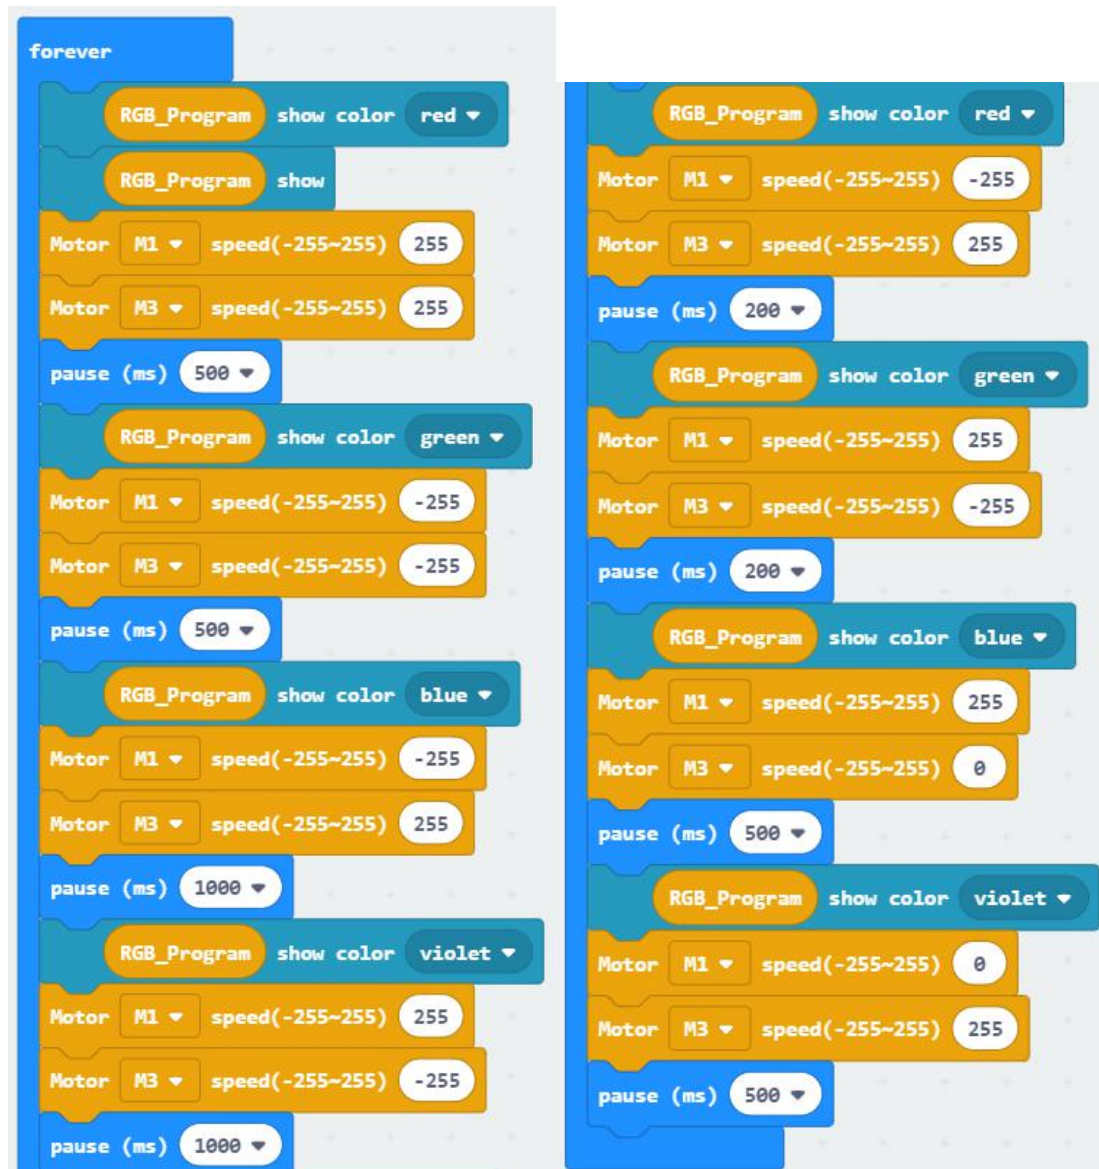 forever
RGB_Program show color red
RGB_Program show
Motor M1 speed(-255~255) 255
Motor M3 speed(-255~255) 255
pause (ms) 500
RGB_Program show color green
Motor M1 speed(-255~255) -255
Motor M3 speed(-255~255) -255
pause (ms) 500
RGB_Program show color blue
Motor M1 speed(-255~255) -255
Motor M3 speed(-255~255) 255
pause (ms) 1000
RGB_Program show color violet
Motor M1 speed(-255~255) 255
Motor M3 speed(-255~255) -255
pause (ms) 1000
RGB_Program show color red
Motor M1 speed(-255~255) -255
Motor M3 speed(-255~255) 255
pause (ms) 200
RGB_Program show color green
Motor M1 speed(-255~255) 255
Motor M3 speed(-255~255) -255
pause (ms) 200
RGB_Program show color blue
Motor M1 speed(-255~255) 255
Motor M3 speed(-255~255) 0
pause (ms) 500
RGB_Program show color violet
Motor M1 speed(-255~255) 0
Motor M3 speed(-255~255) 255
pause (ms) 500